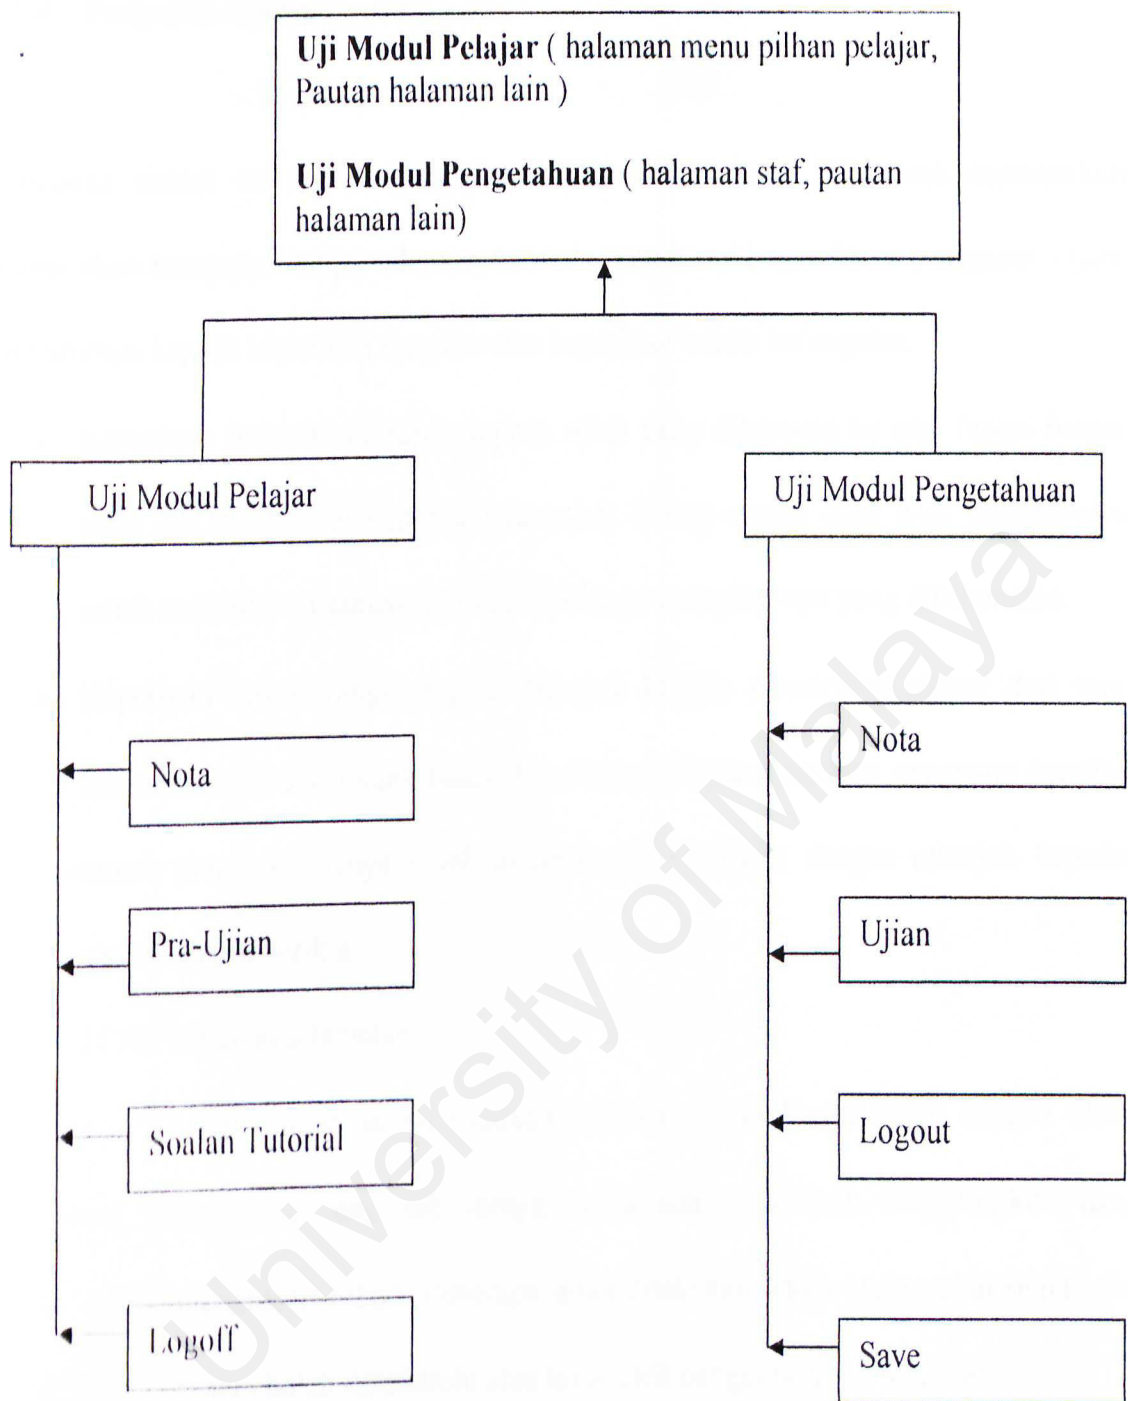 Uji Modul Pelajar ( halaman menu pilhan pelajar,
Pautan halaman lain )
Uji Modul Pengetahuan ( halaman staf, pautan
halaman lain)
Uji Modul Pelajar
Uji Modul Pengetahuan
Nota
Pra-Ujian
Soalan Tutorial
Logoff
Nota
Ujian
Logout
Save
University of Malaya